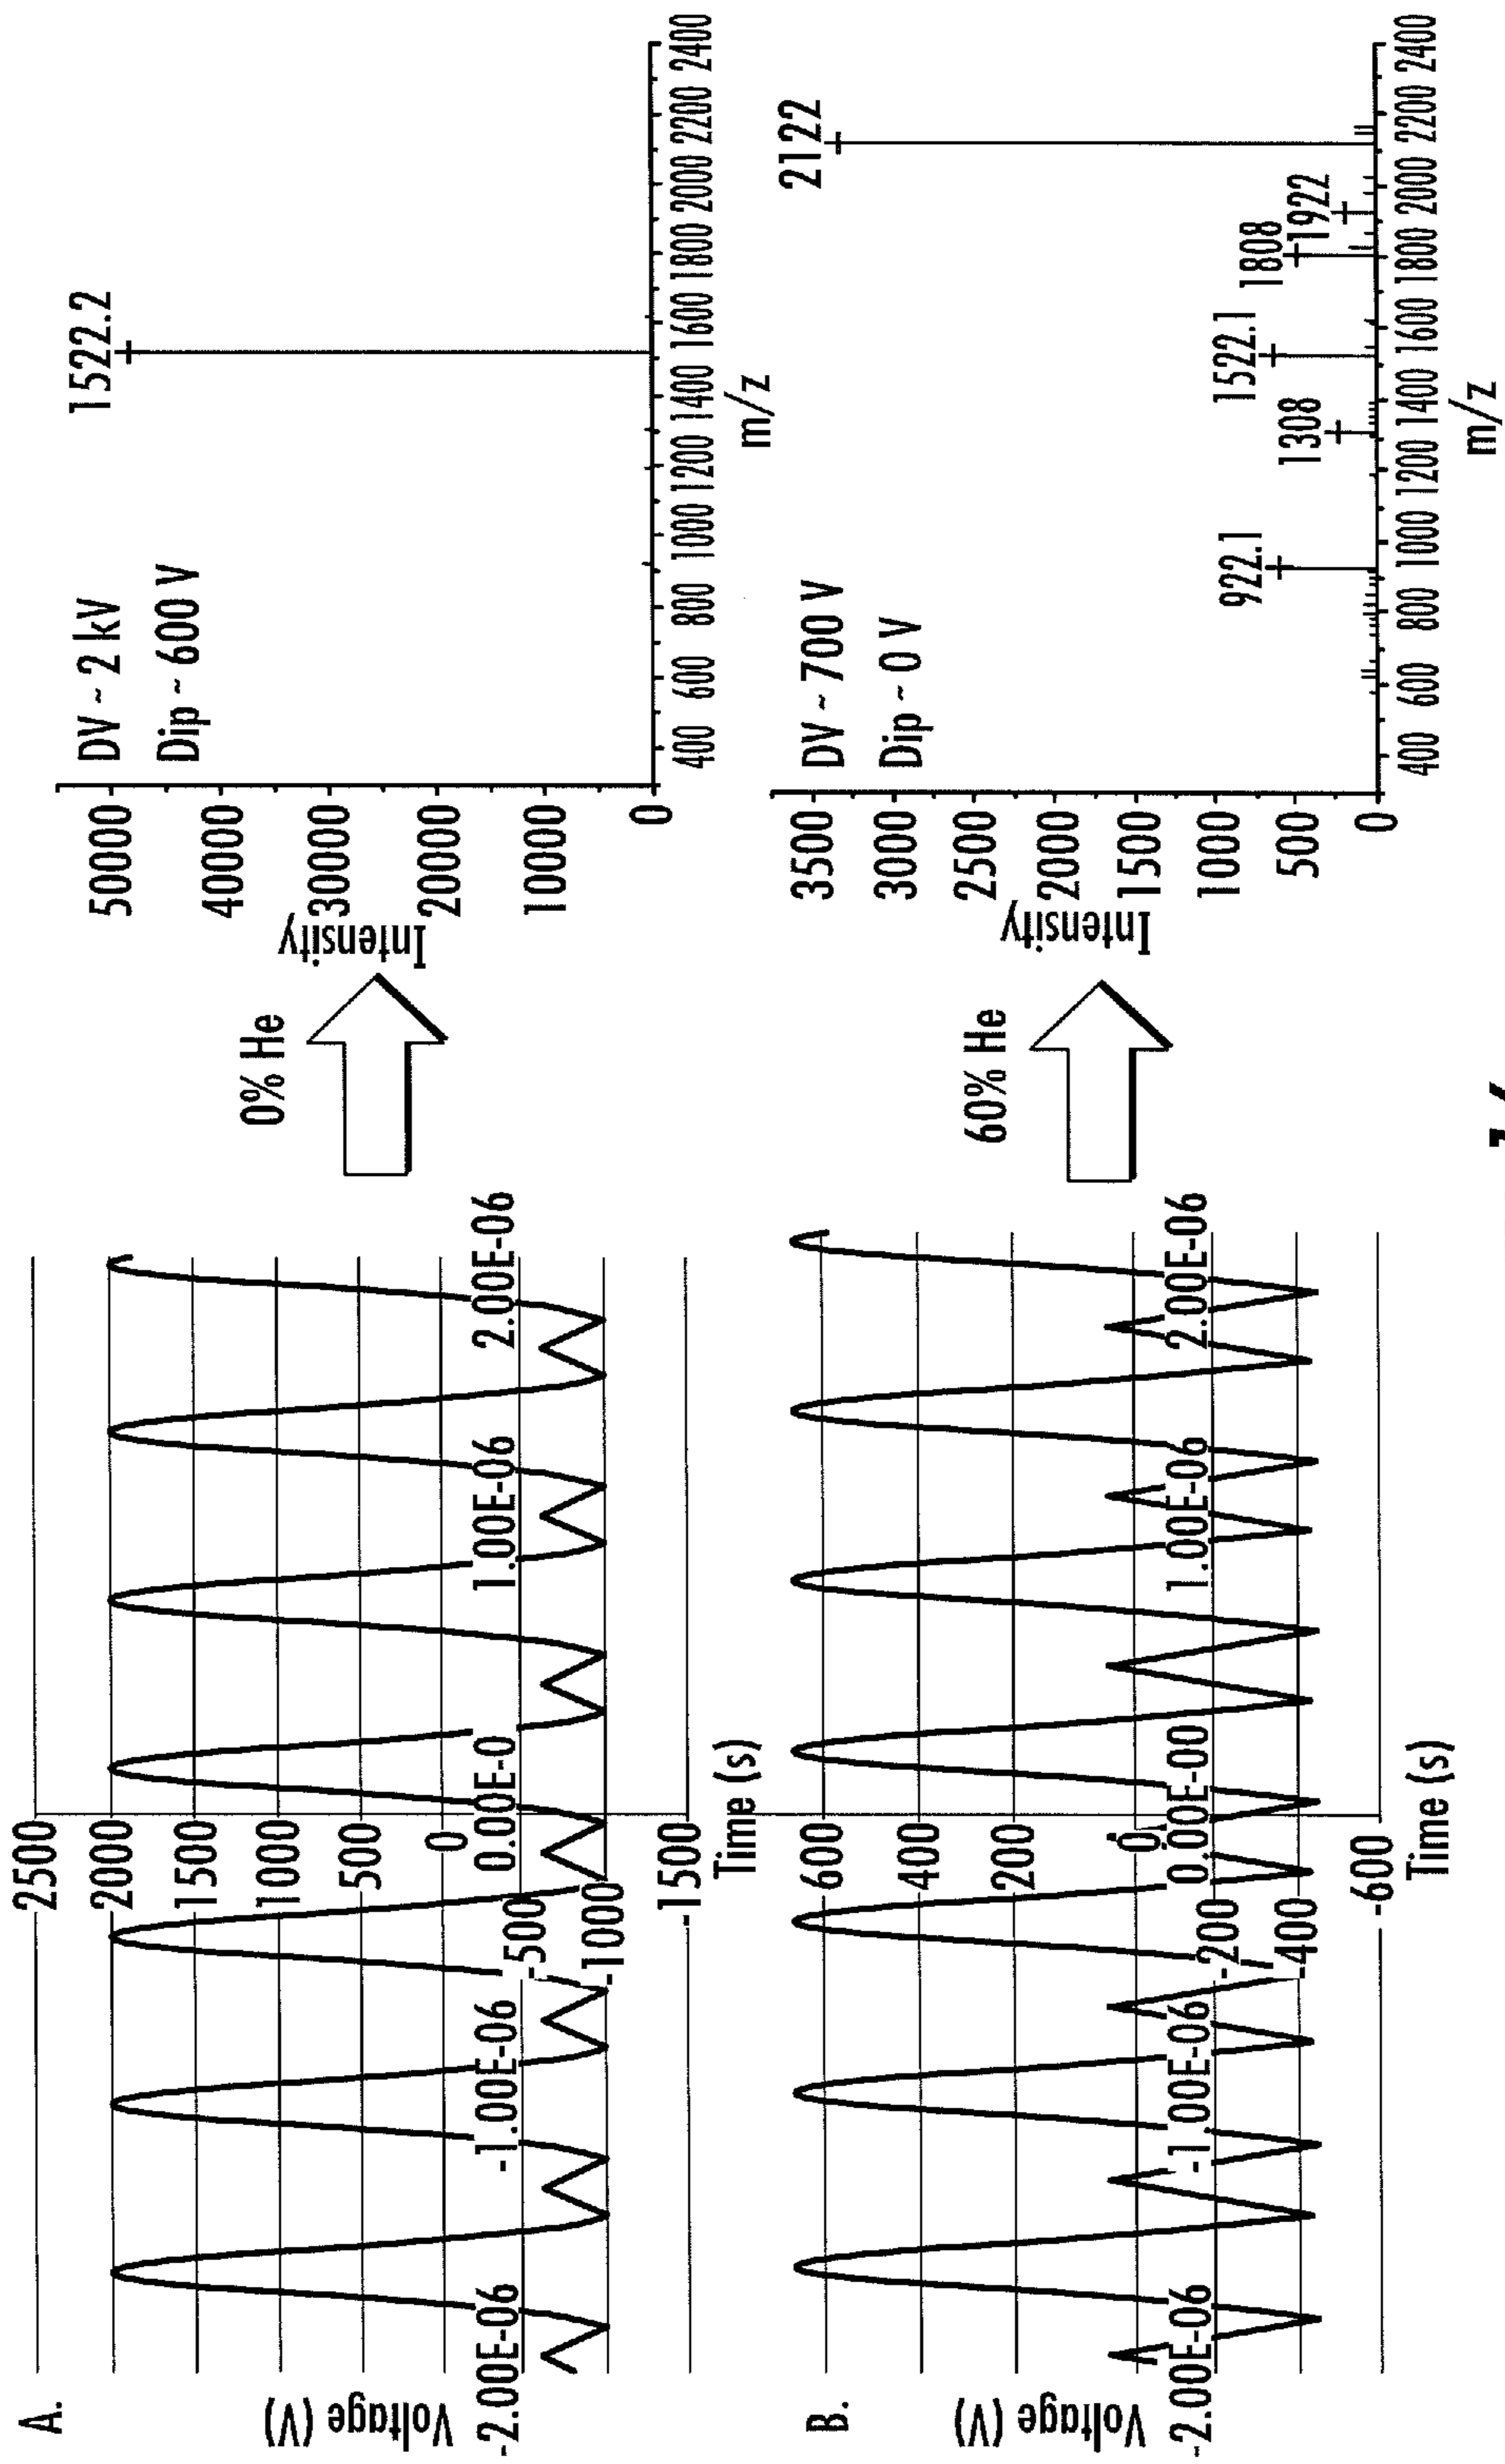 A.
Voltage (V)
2500
2000
1500
1000
500
0
-500
-1000
-1500
-2.00E-06
-1.00E-06
0.00E-0
1.00E-06
2.00E-06
Time (s)
0% He
DV ~ 2 kV
Dip ~ 600 V
1522.2
Intensity
50000
40000
30000
20000
10000
0
400 600 800 1000 1200 1400 1600 1800 2000 2200 2400
m/z
B.
Voltage (V)
600
400
200
0
-200
-400
-600
-2.00E-06
-1.00E-06
0.00E-00
1.00E-06
2.00E-06
Time (s)
60% He
DV ~ 700 V
Dip ~ 0 V
922.1
1308
1522.1
1808
1922
2122
Intensity
3500
3000
2500
2000
1500
1000
500
0
400 600 800 1000 1200 1400 1600 1800 2000 2200 2400
m/z